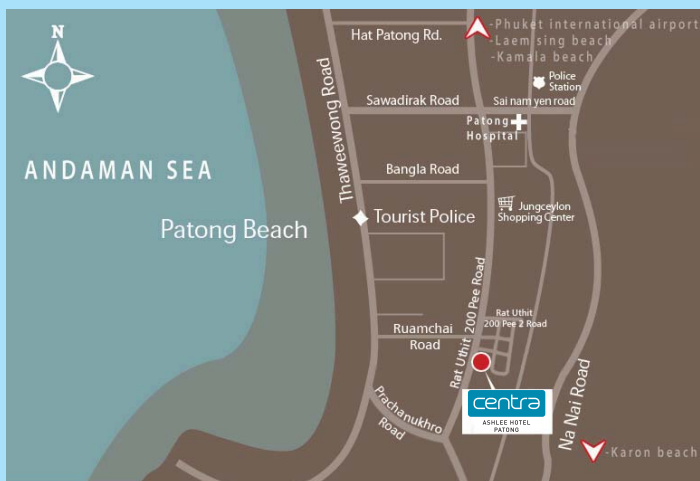 N
Hat Patong Rd.
-Phuket international airport
-Laem sing beach
-Kamala beach
Police
Station
Thaweewong Road
Sawadirak Road
Sai nam yen road
Patong
Hospital
ANDAMAN SEA
Bangla Road
Patong Beach
Tourist Police
Jungceylon
Shopping Center
Rat Uthit 200 Pee Road
Rat Uthit
200 Pee 2 Road
Ruamchai
Road
Prachanukhro
Road
centra
ASHLEE HOTEL
PATONG
Na Nai Road
-Karon beach